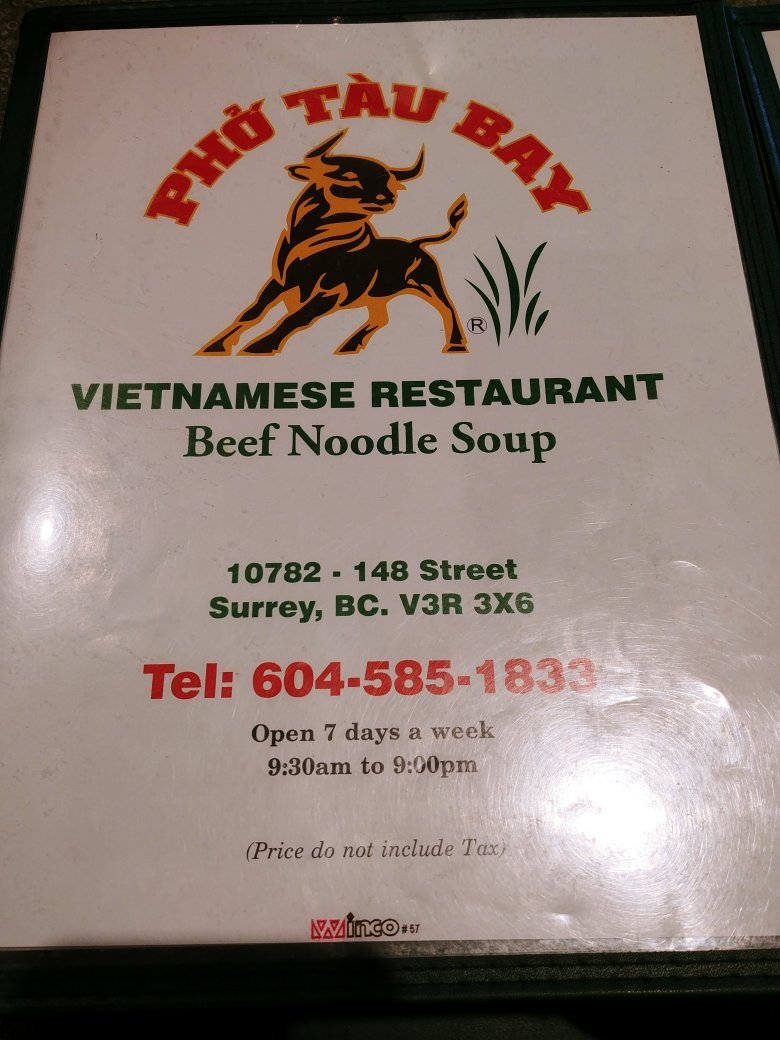 PHỞ TÀU BAY
®
VIETNAMESE RESTAURANT
Beef Noodle Soup
10782 - 148 Street
Surrey, BC. V3R 3X6
Tel: 604-585-1833
Open 7 days a week
9:30am to 9:00pm
(Price do not include Tax)
Winco # 57